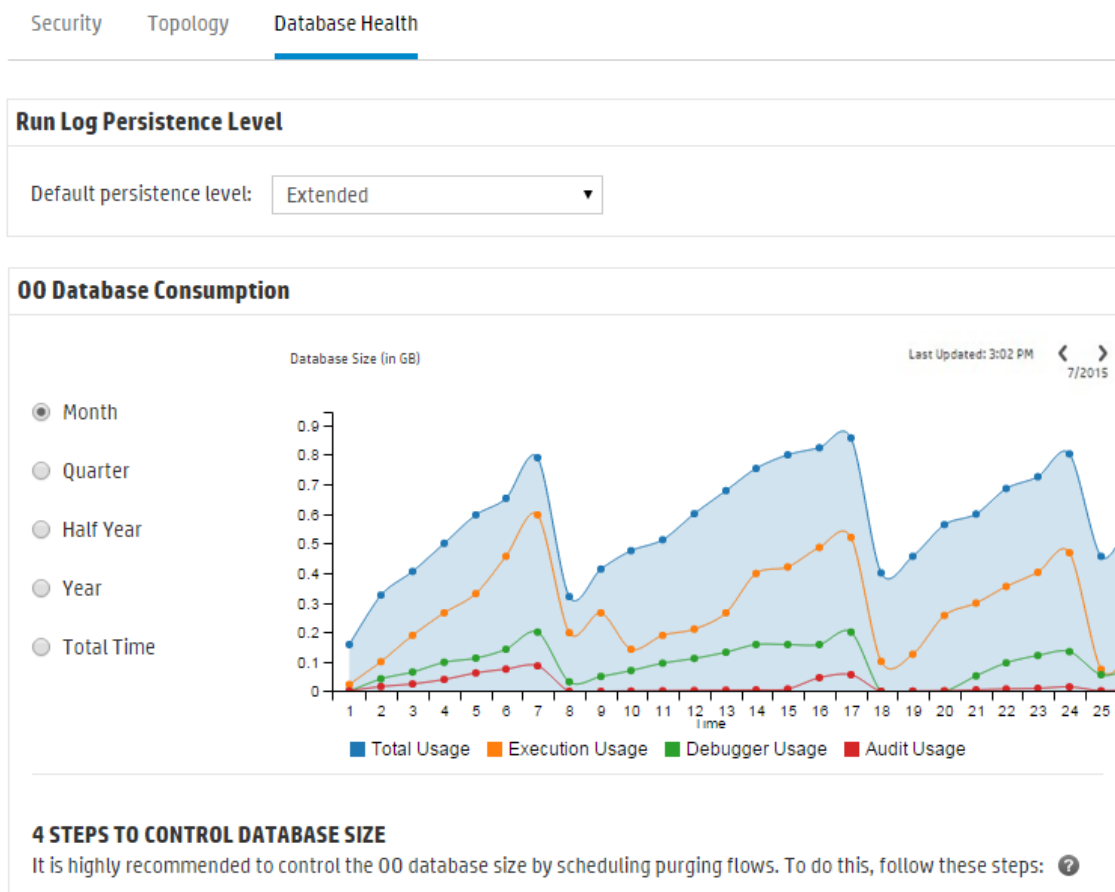 Security Topology Database Health
Run Log Persistence Level
Default persistence level: Extended
OO Database Consumption
Database Size (in GB) Last Updated: 3:02 PM
7/2015
Month
Quarter
Half Year
Year
Total Time
0.9
0.8
0.7
0.6
0.5
0.4
0.3
0.2
0.1
0
1 2 3 4 5 6 7 8 9 10 11 12 13 14 15 16 17 18 19 20 21 22 23 24 25
Time
Total Usage Execution Usage Debugger Usage Audit Usage
4 STEPS TO CONTROL DATABASE SIZE
It is highly recommended to control the OO database size by scheduling purging flows. To do this, follow these steps: ?